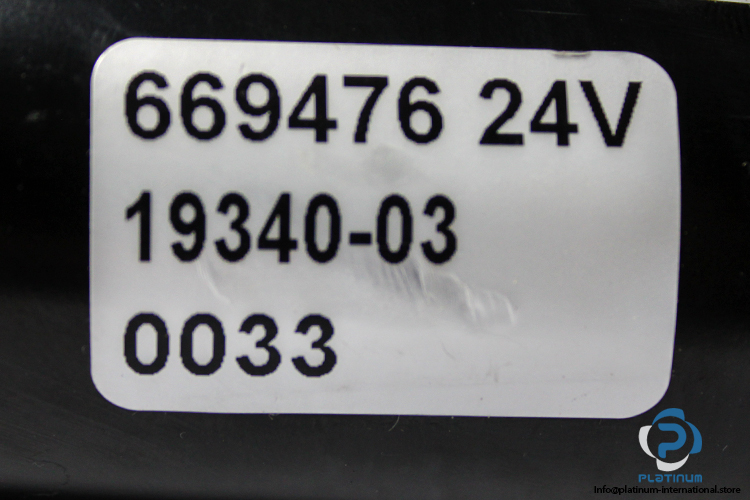 669476 24V
19340-03
0033
PLATINUM
Info@platinum-international.store